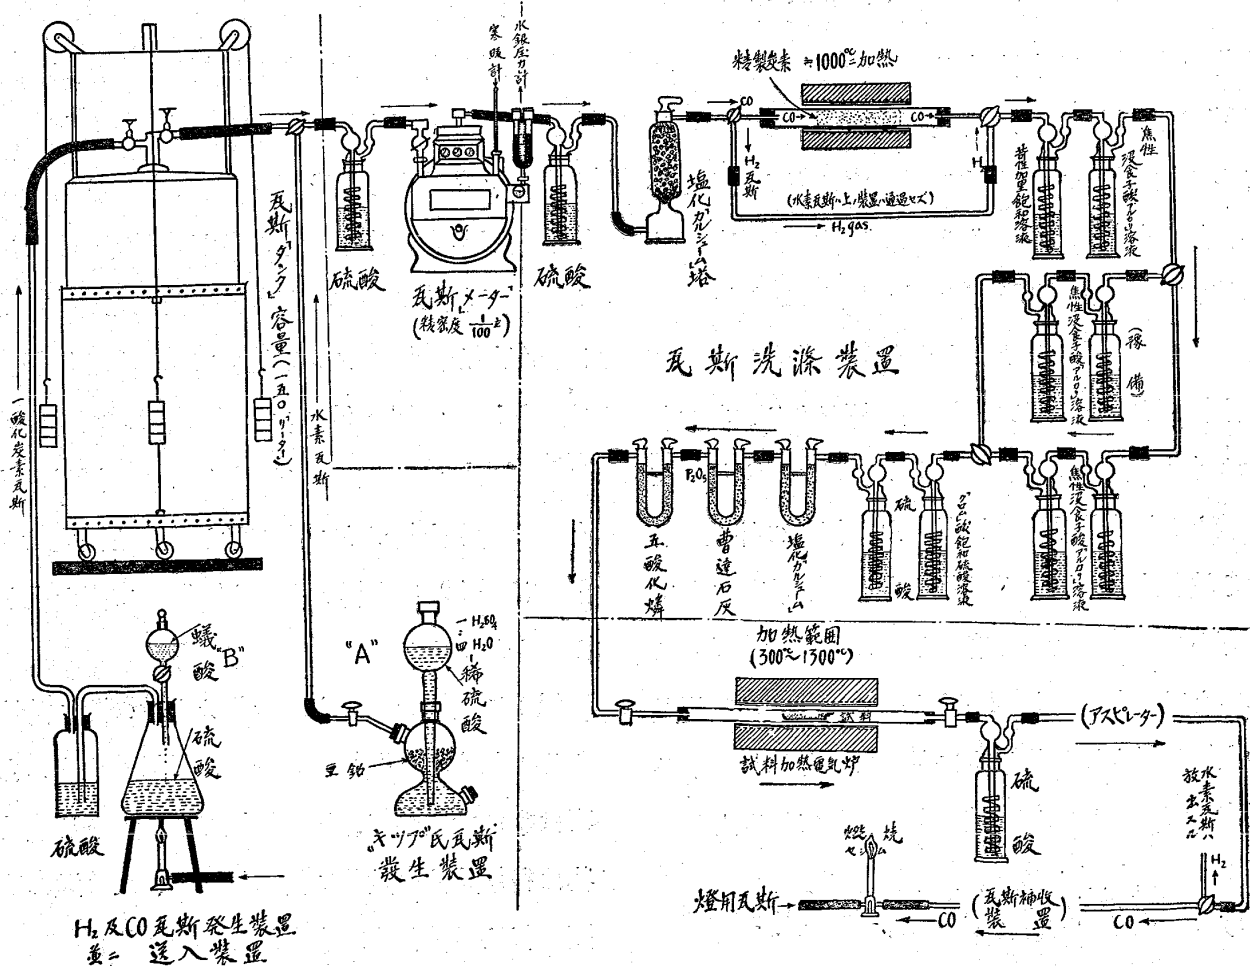 寒暖計
水銀圧力計
精製炭素 ≒1000℃ニ加熱
CO
CO→
CO→
H₂瓦斯
H₂
(水素瓦斯ハ上ノ装置ハ通過セズ)
H₂gas
塩化「カルシューム」塔
苛性加里飽和溶液
焦性没食子酸「アルカリ」溶液
瓦斯「タンク」容量(一五〇「リーター」)
硫酸
瓦斯「メーター」
(精密度 1/100 立)
硫酸
瓦斯洗滌装置
焦性没食子酸「アルカリ」溶液
(豫備)
一酸化炭素瓦斯
水素瓦斯
P₂O₅
五酸化燐
曹達石灰
塩化「カルシューム」
硫酸
クロム酸飽和硫酸溶液
焦性没食子酸「アルカリ」溶液
加熱範囲
(300℃~1300℃)
試料
試料加熱電気炉
(アスピレーター)
硫酸
水素瓦斯ハ
放出スル
H₂
"A"
一 H₂SO₄
四 H₂O
稀硫酸
亜鉛
"キップ"氏瓦斯
發生装置
"B"
蟻酸
硫酸
硫酸
燃焼
セシム
燈用瓦斯→
CO
(瓦斯補收装置)
CO
H₂及CO瓦斯発生装置
並ニ 送入装置